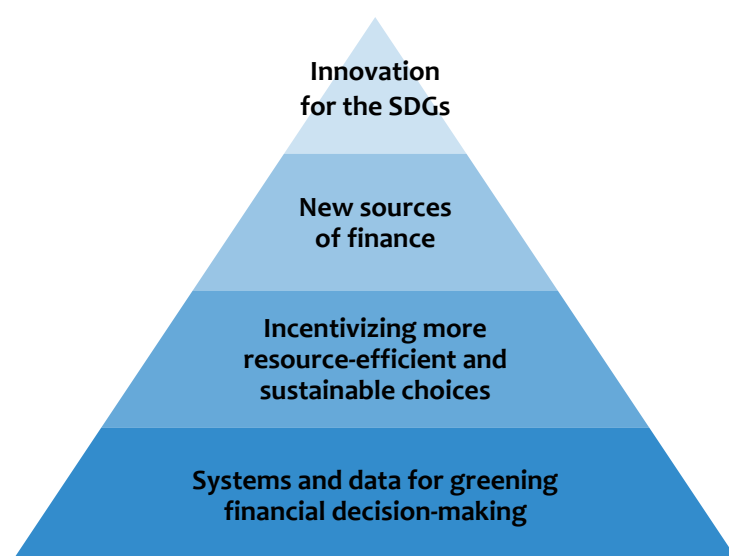 Innovation
for the SDGs
New sources
of finance
Incentivizing more
resource-efficient and
sustainable choices
Systems and data for greening
financial decision-making